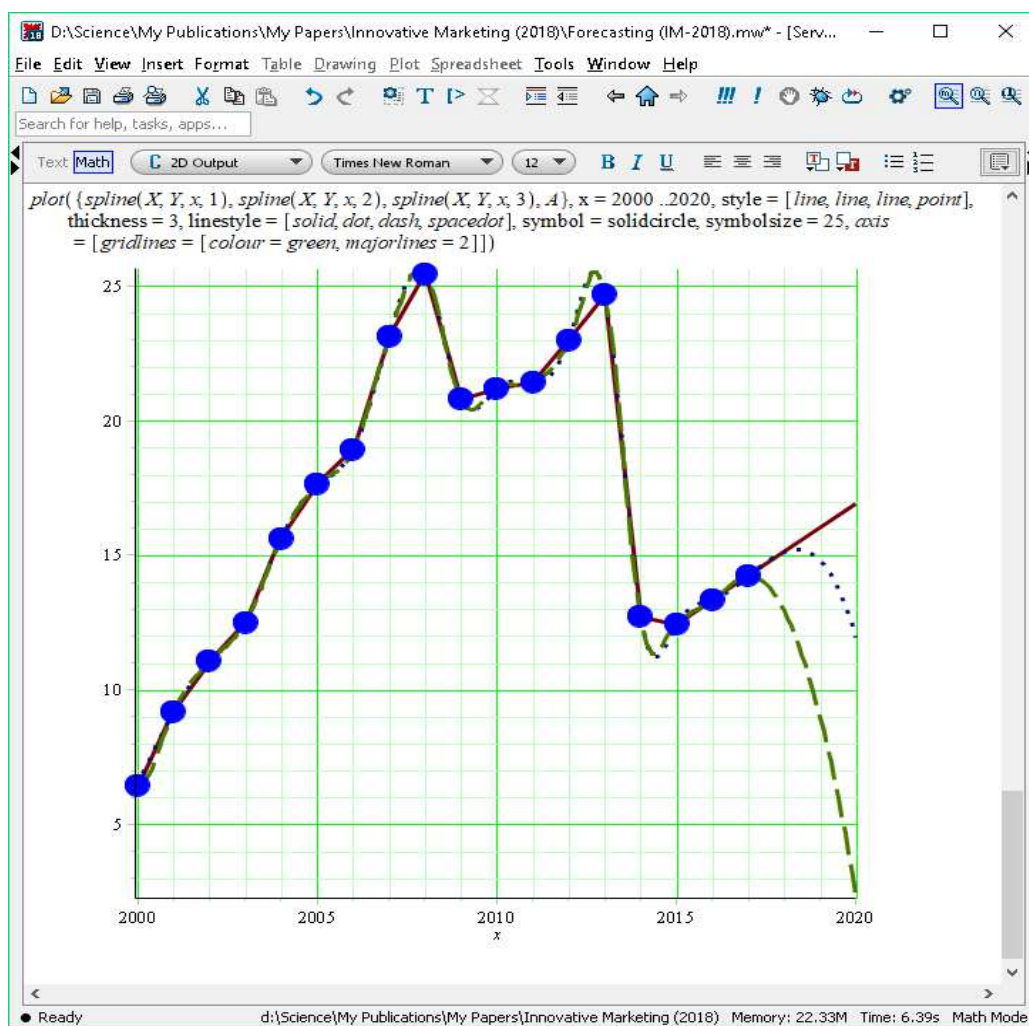 D:\Science\My Publications\My Papers\Innovative Marketing (2018)\Forecasting (IM-2018).mw* - [Serv...
File Edit View Insert Format Table Drawing Plot Spreadsheet Tools Window Help
Search for help, tasks, apps...
Text Math C 2D Output Times New Roman 12 B I U
plot({spline(X, Y, x, 1), spline(X, Y, x, 2), spline(X, Y, x, 3), A}, x = 2000 ..2020, style = [line, line, line, point],
thickness = 3, linestyle = [solid, dot, dash, spacedot], symbol = solidcircle, symbolsize = 25, axis
= [gridlines = [colour = green, majorlines = 2]])
25
20
15
10
5
2000 2005 2010 2015 2020
x
Ready d:\Science\My Publications\My Papers\Innovative Marketing (2018) Memory: 22.33M Time: 6.39s Math Mode